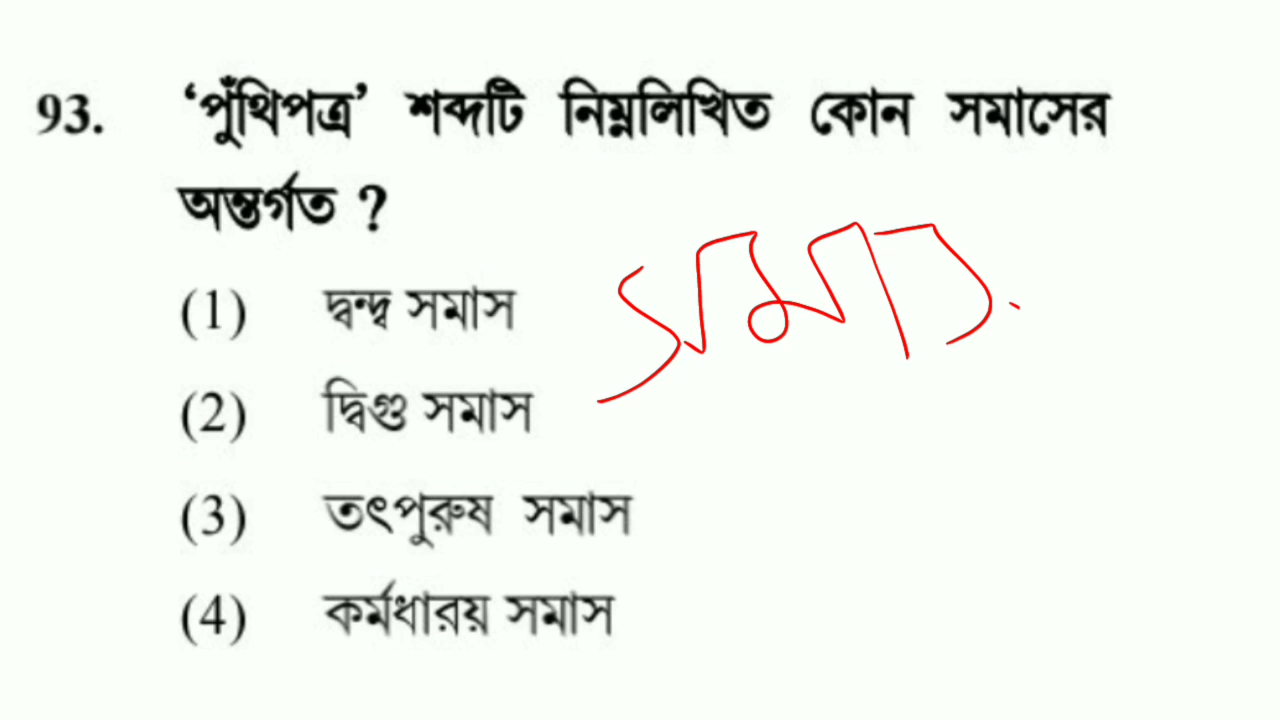 93. ‘পুঁথিপত্র’ শব্দটি নিম্নলিখিত কোন সমাসের
অন্তর্গত ?
(1) দ্বন্দ্ব সমাস
(2) দ্বিগু সমাস
(3) তৎপুরুষ সমাস
(4) কর্মধারয় সমাস